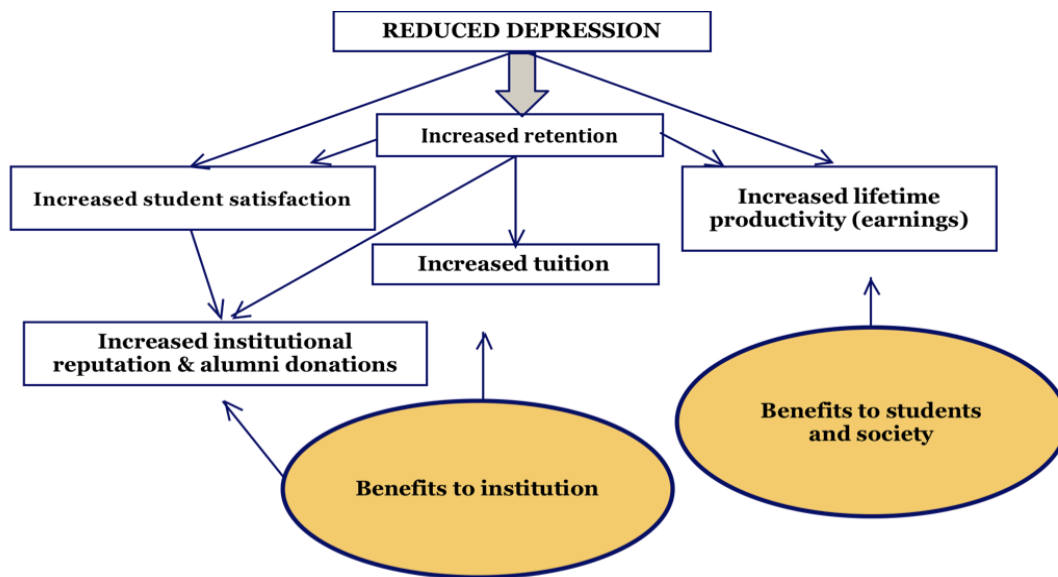 REDUCED DEPRESSION
Increased retention
Increased student satisfaction
Increased lifetime
productivity (earnings)
Increased tuition
Increased institutional
reputation & alumni donations
Benefits to students
and society
Benefits to institution